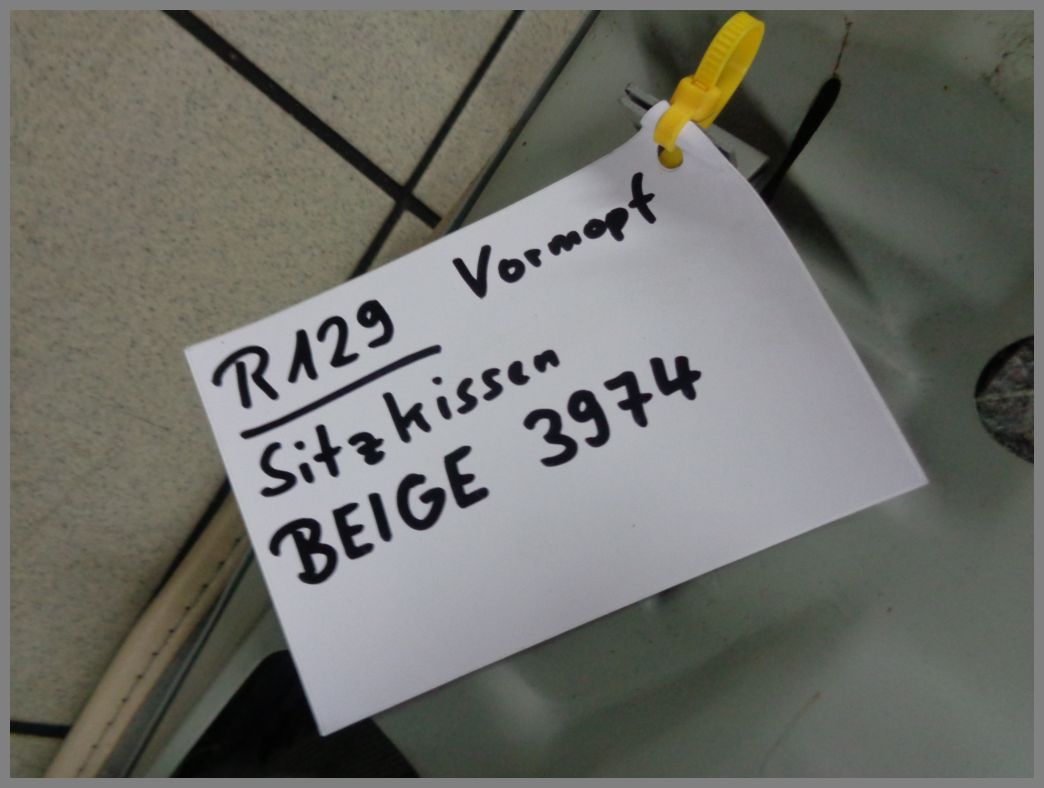 R129 Vormopf
Sitzkissen
BEIGE 3974